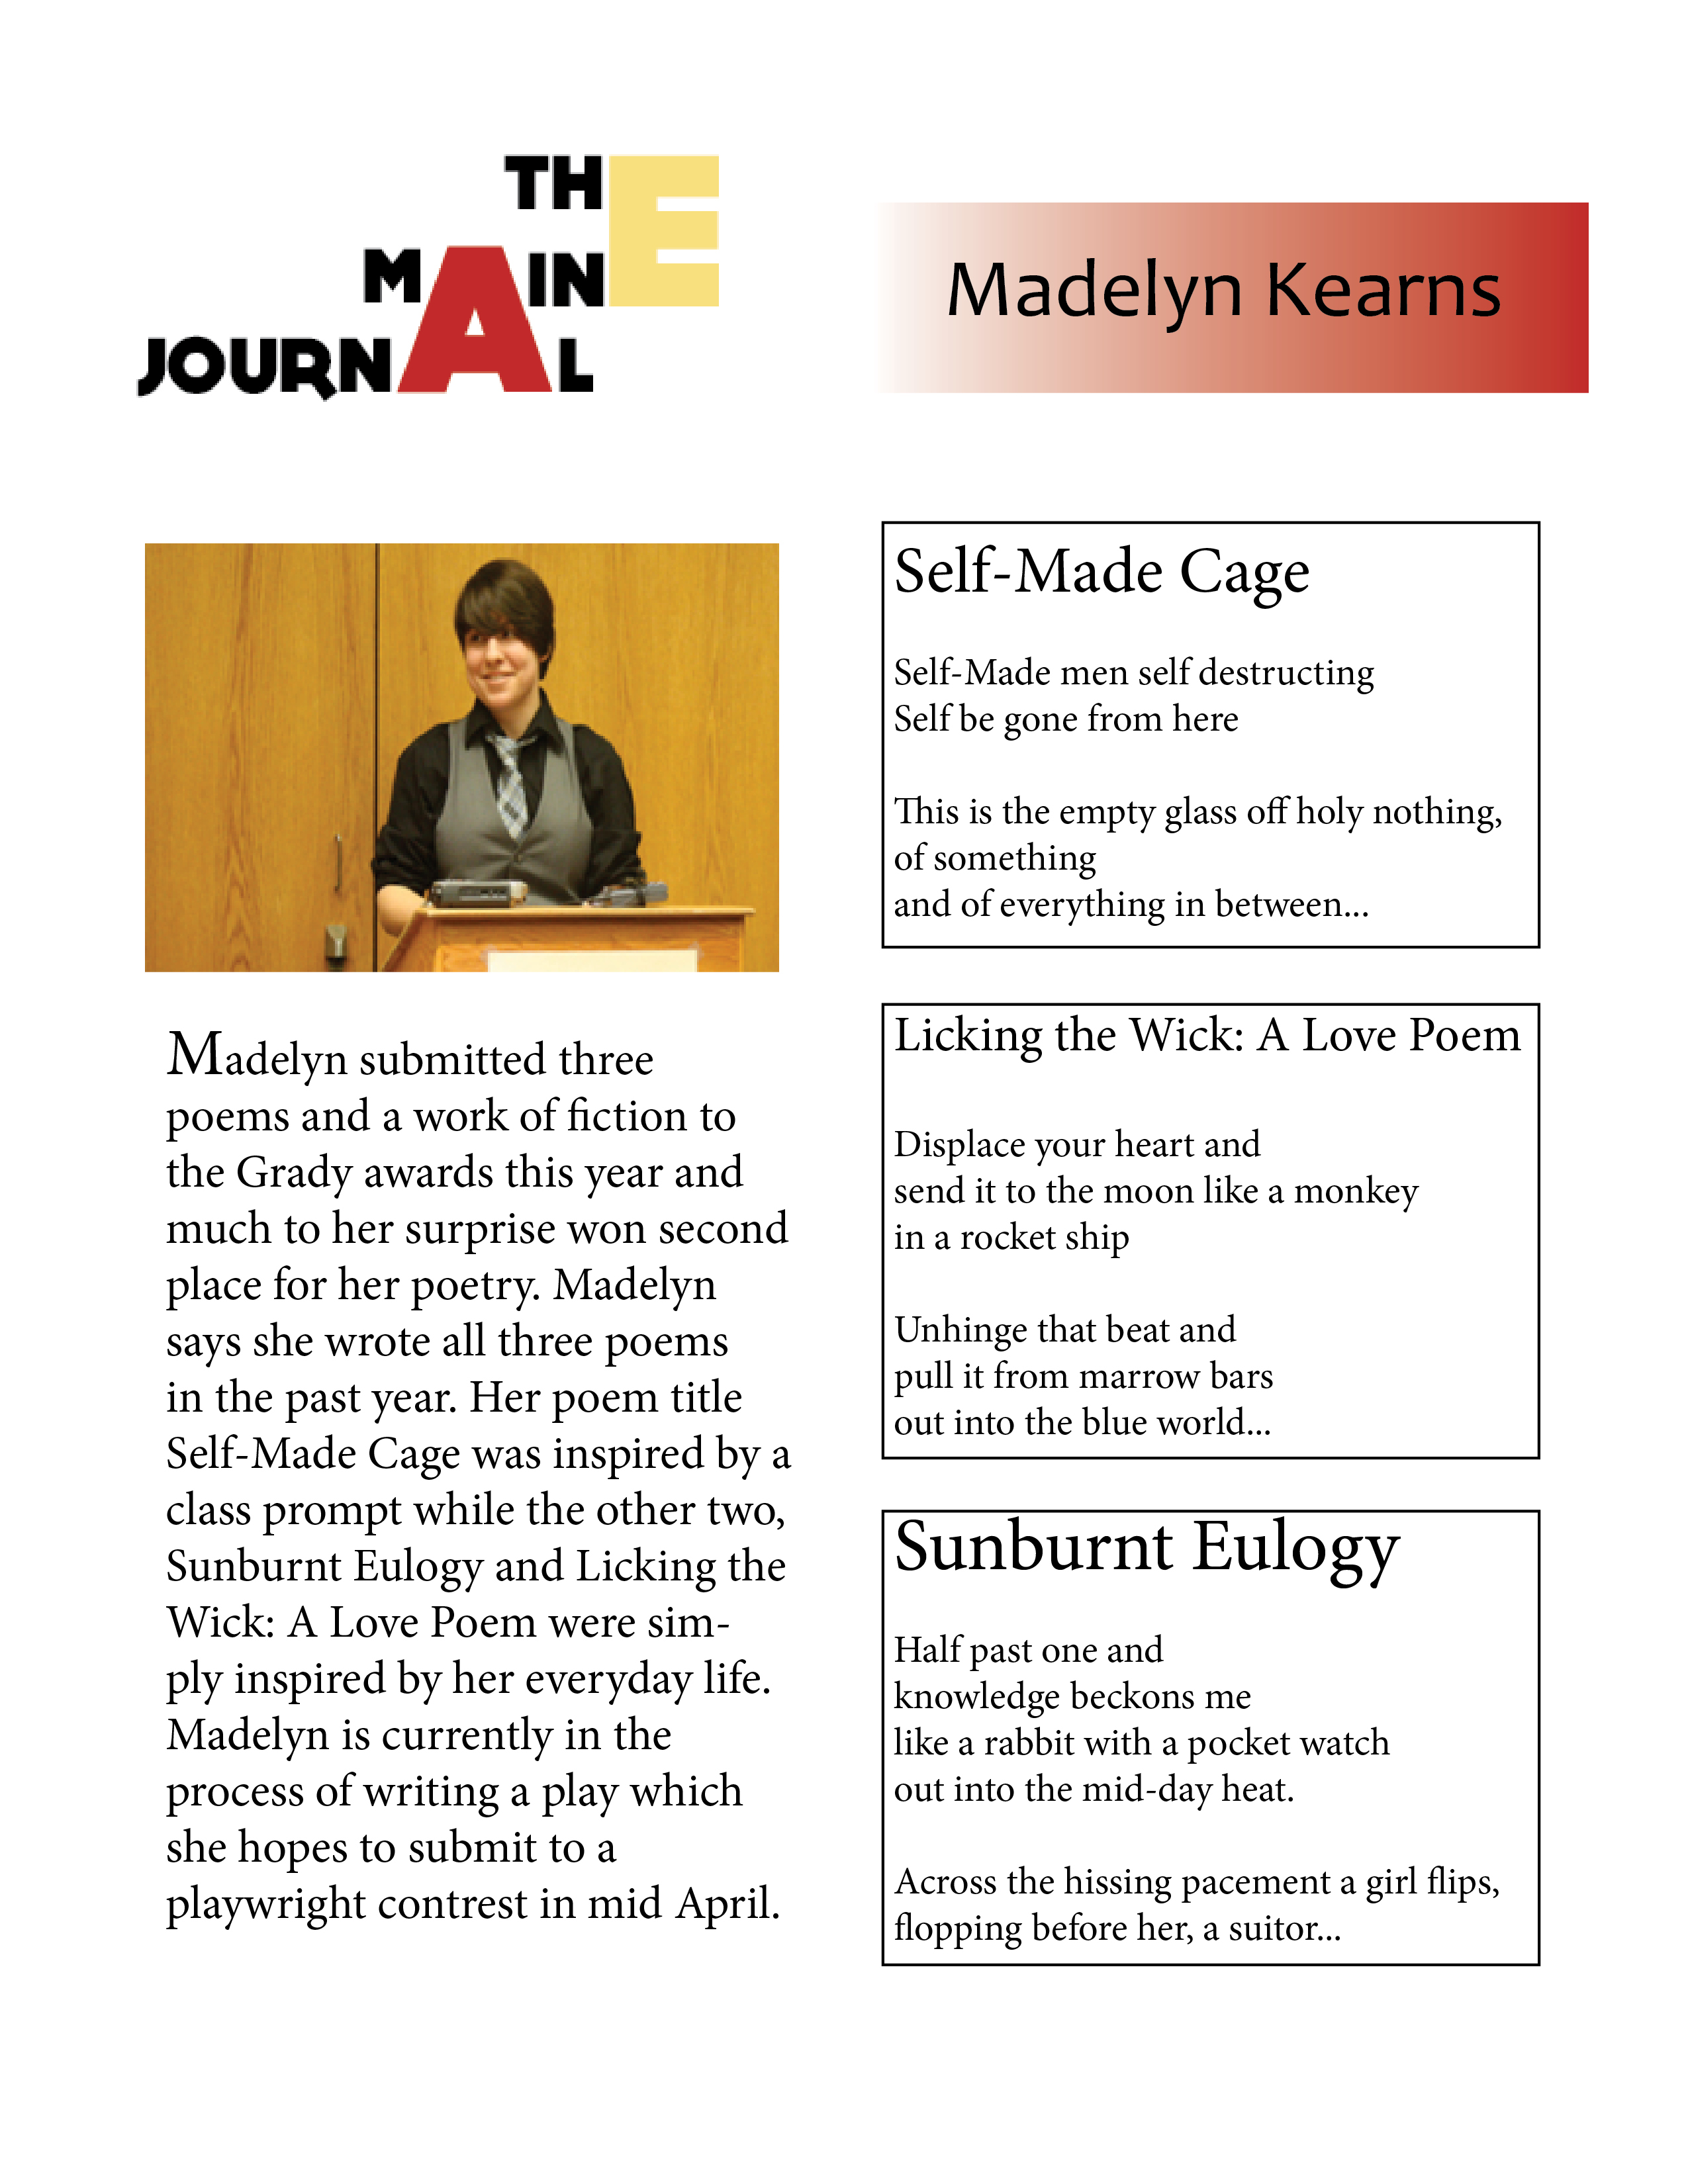 THE
MAINE
JOURNAL
Madelyn Kearns
Madelyn submitted three
poems and a work of fiction to
the Grady awards this year and
much to her surprise won second
place for her poetry. Madelyn
says she wrote all three poems
in the past year. Her poem title
Self-Made Cage was inspired by a
class prompt while the other two,
Sunburnt Eulogy and Licking the
Wick: A Love Poem were sim-
ply inspired by her everyday life.
Madelyn is currently in the
process of writing a play which
she hopes to submit to a
playwright contrest in mid April.
Self-Made Cage
Self-Made men self destructing
Self be gone from here
This is the empty glass off holy nothing,
of something
and of everything in between...
Licking the Wick: A Love Poem
Displace your heart and
send it to the moon like a monkey
in a rocket ship
Unhinge that beat and
pull it from marrow bars
out into the blue world...
Sunburnt Eulogy
Half past one and
knowledge beckons me
like a rabbit with a pocket watch
out into the mid-day heat.
Across the hissing pacement a girl flips,
flopping before her, a suitor...